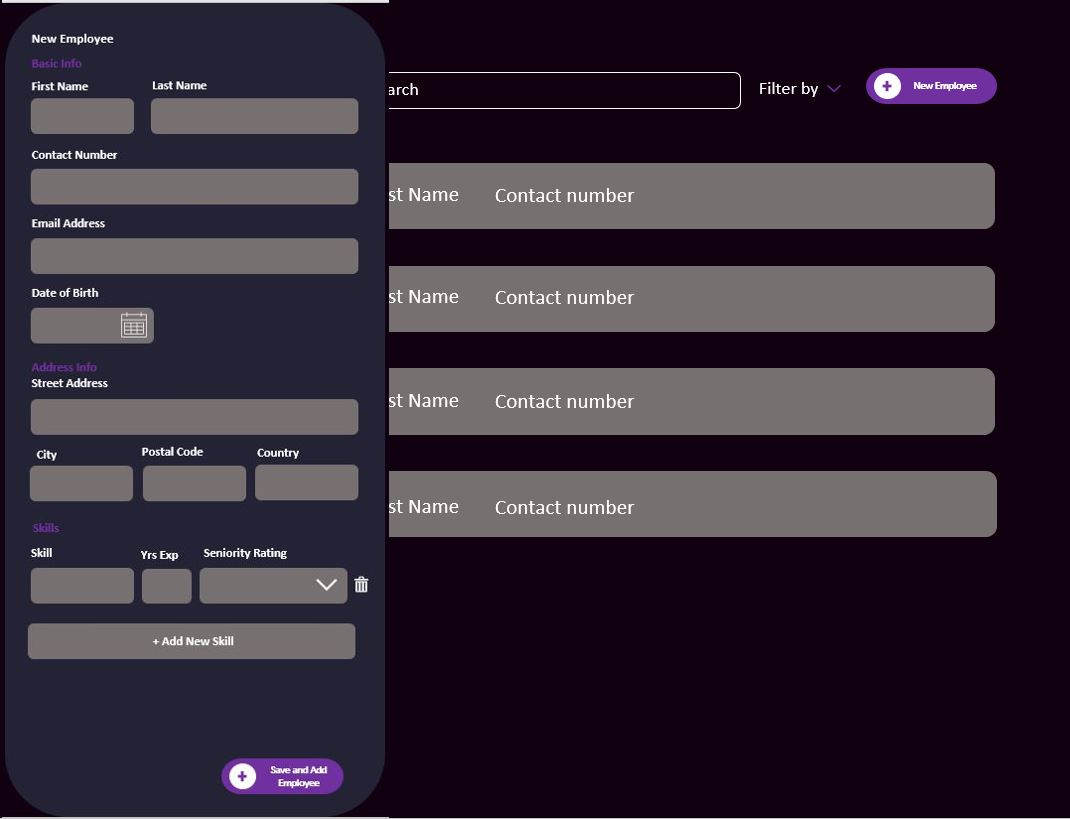 New Employee
Basic Info
First Name Last Name
Contact Number
Email Address
Date of Birth
Address Info
Street Address
City Postal Code Country
Skills
Skill Yrs Exp Seniority Rating
+ Add New Skill
+ Save and Add
Employee
arch Filter by + New Employee
st Name Contact number
st Name Contact number
st Name Contact number
st Name Contact number